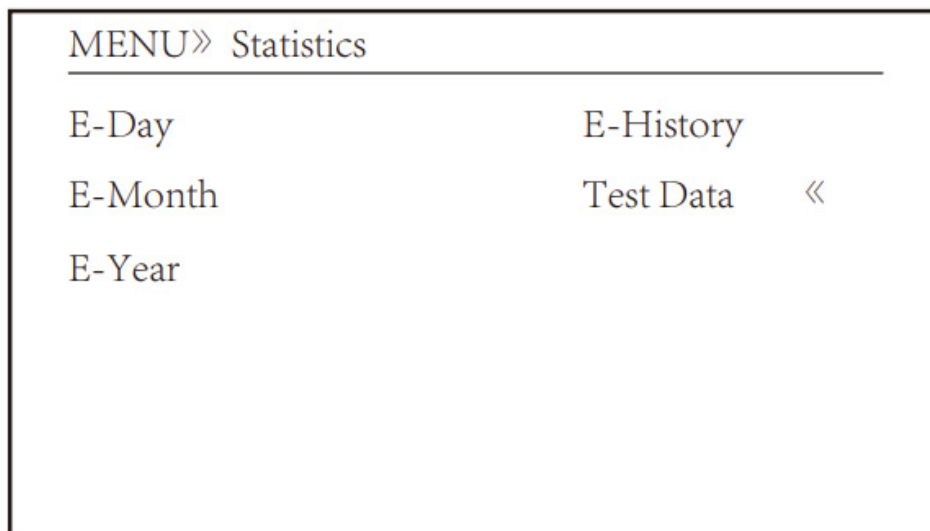 MENU» Statistics
E-Day E-History
E-Month Test Data «
E-Year